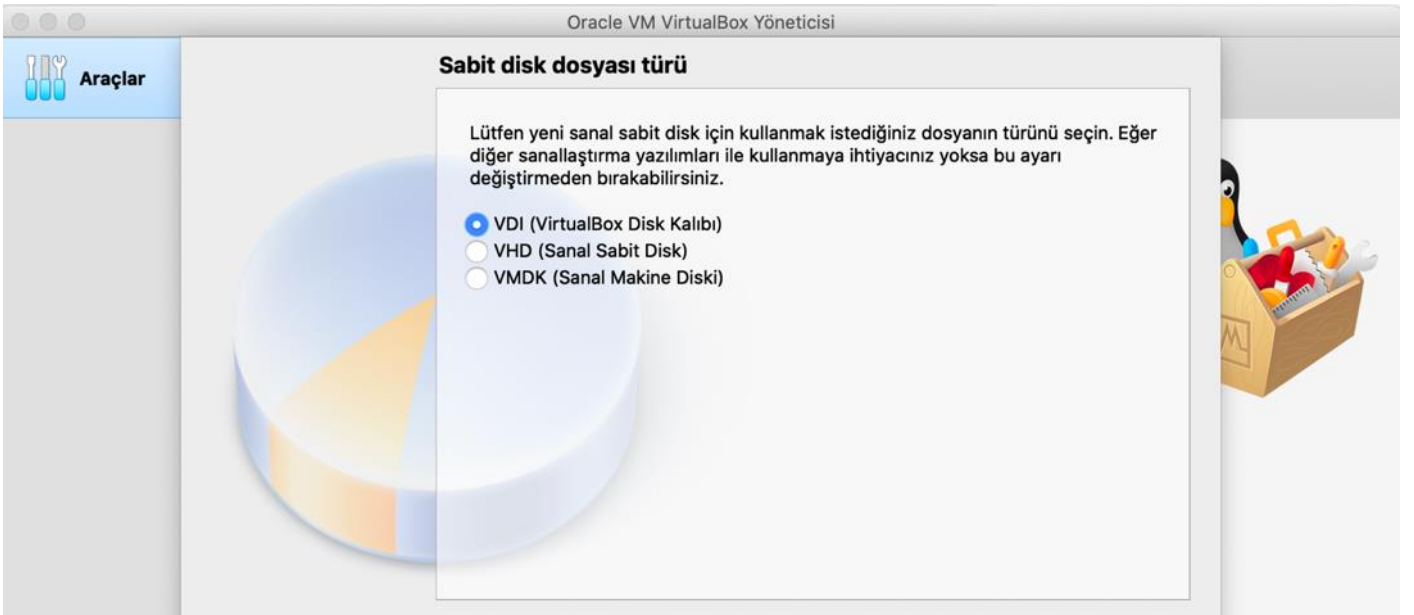 Oracle VM VirtualBox Yöneticisi
Araçlar
Sabit disk dosyası türü
Lütfen yeni sanal sabit disk için kullanmak istediğiniz dosyanın türünü seçin. Eğer
diğer sanallaştırma yazılımları ile kullanmaya ihtiyacınız yoksa bu ayarı
değiştirmeden bırakabilirsiniz.
VDI (VirtualBox Disk Kalıbı)
VHD (Sanal Sabit Disk)
VMDK (Sanal Makine Diski)